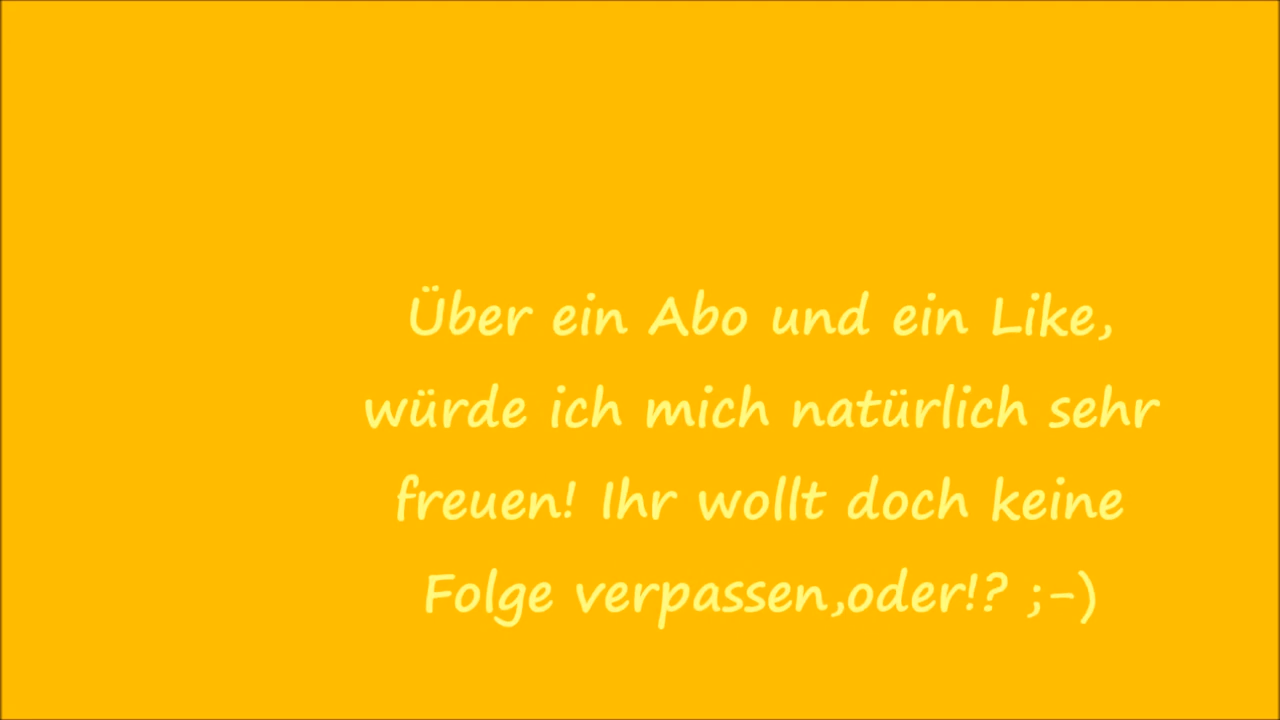 Über ein Abo und ein Like,
würde ich mich natürlich sehr
freuen! Ihr wollt doch keine
Folge verpassen,oder!? ;-)